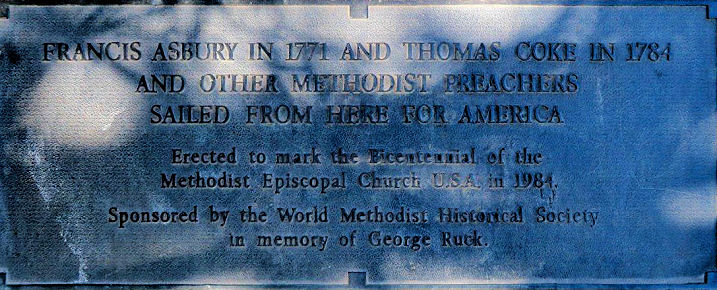 FRANCIS ASBURY IN 1771 AND THOMAS COKE IN 1784
AND OTHER METHODIST PREACHERS
SAILED FROM HERE FOR AMERICA
Erected to mark the Bicentennial of the
Methodist Episcopal Church U.S.A. in 1984.
Sponsored by the World Methodist Historical Society
in memory of George Ruck.